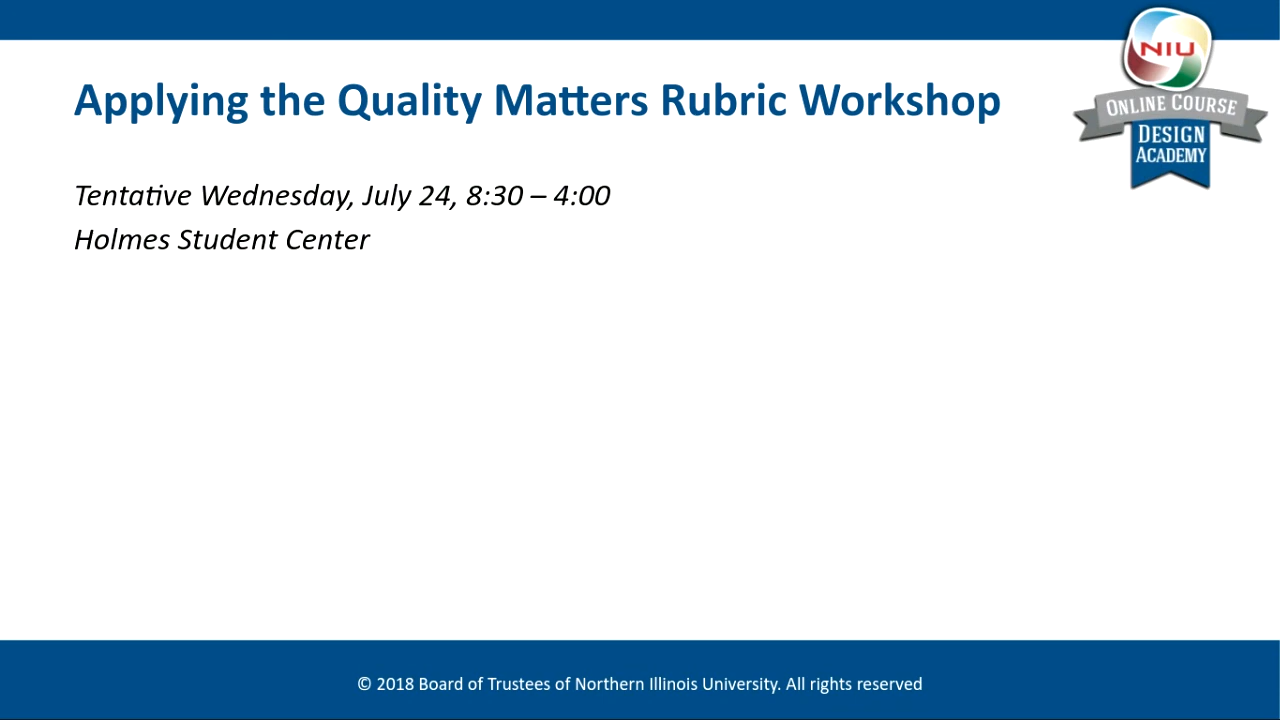 Applying the Quality Matters Rubric Workshop
NIU
ONLINE COURSE
DESIGN
ACADEMY
Tentative Wednesday, July 24, 8:30 – 4:00
Holmes Student Center
© 2018 Board of Trustees of Northern Illinois University. All rights reserved